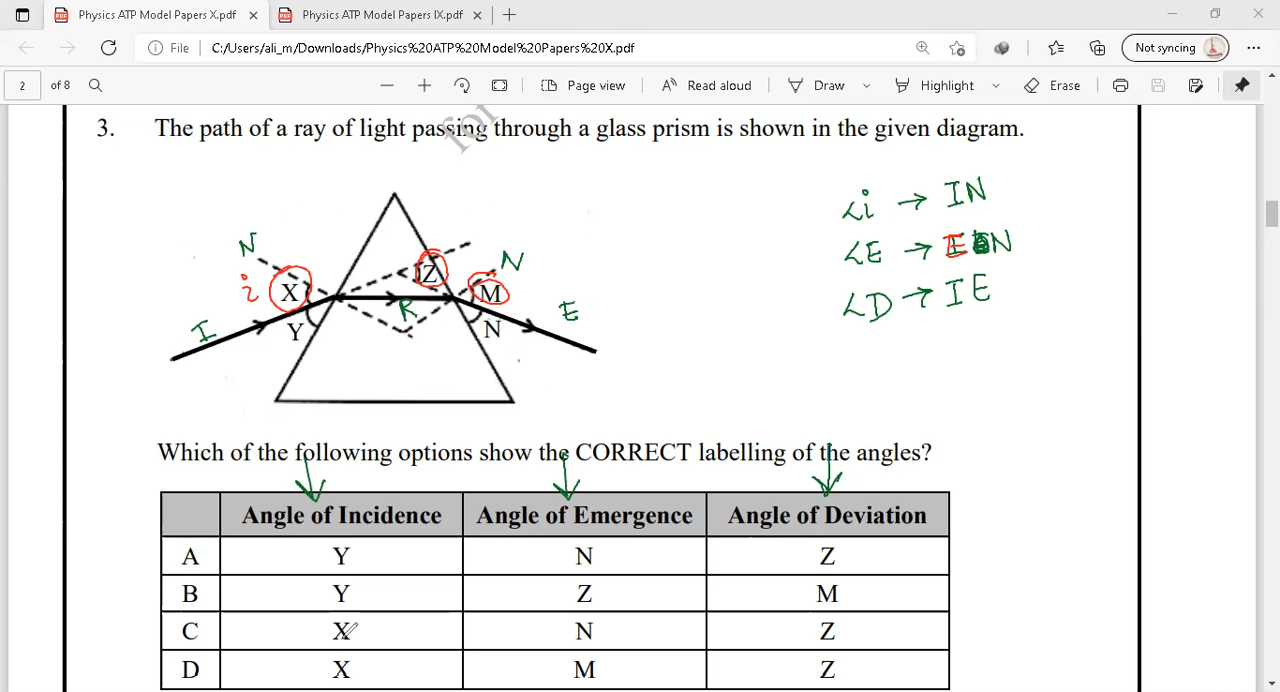 Physics ATP Model Papers X.pdf
Physics ATP Model Papers IX.pdf
File
C:/Users/ali_m/Downloads/Physics%20ATP%20Model%20Papers%20X.pdf
Not syncing
2 of 8
Page view
Read aloud
Draw
Highlight
Erase
for
3. The path of a ray of light passing through a glass prism is shown in the given diagram.
∠i → IN
∠E → EN
∠D → IE
N
N
i X
Z
M
I
Y
R
N
E
Which of the following options show the CORRECT labelling of the angles?
Angle of Incidence Angle of Emergence Angle of Deviation
A Y N Z
B Y Z M
C X N Z
D X M Z